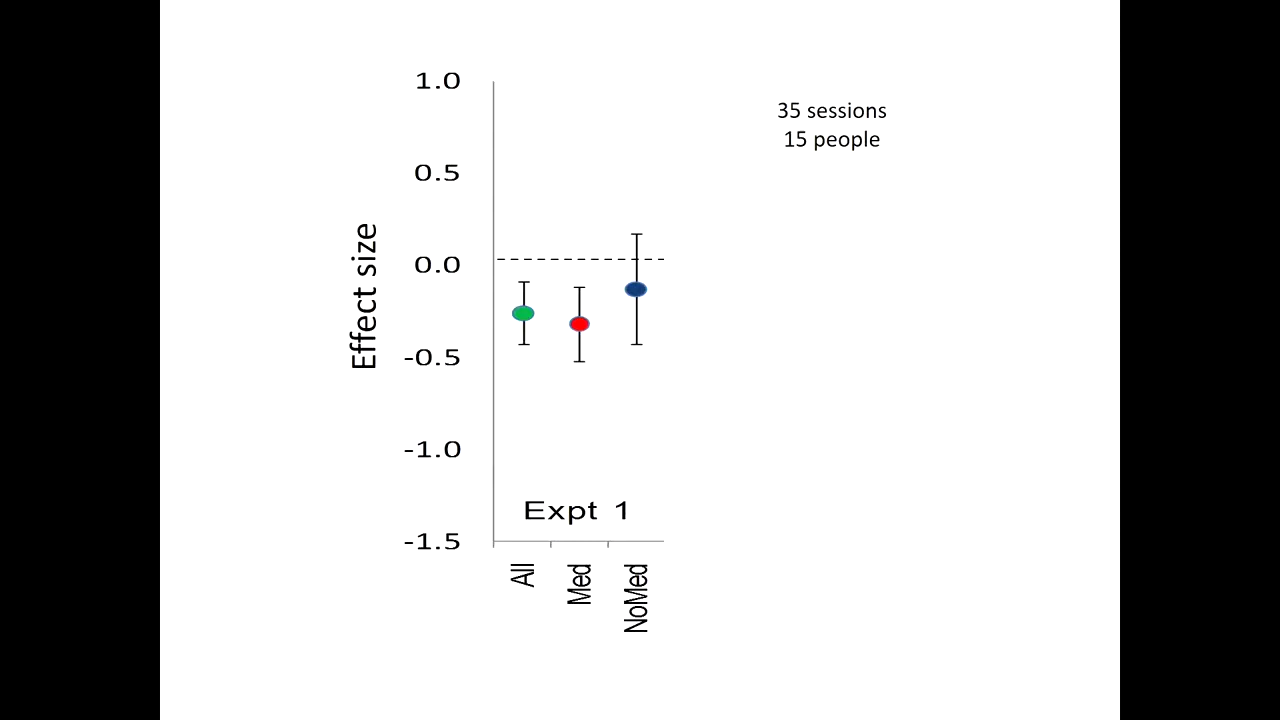 1.0
35 sessions
15 people
0.5
Effect size
0.0
-0.5
-1.0
Expt 1
-1.5
All
Med
NoMed